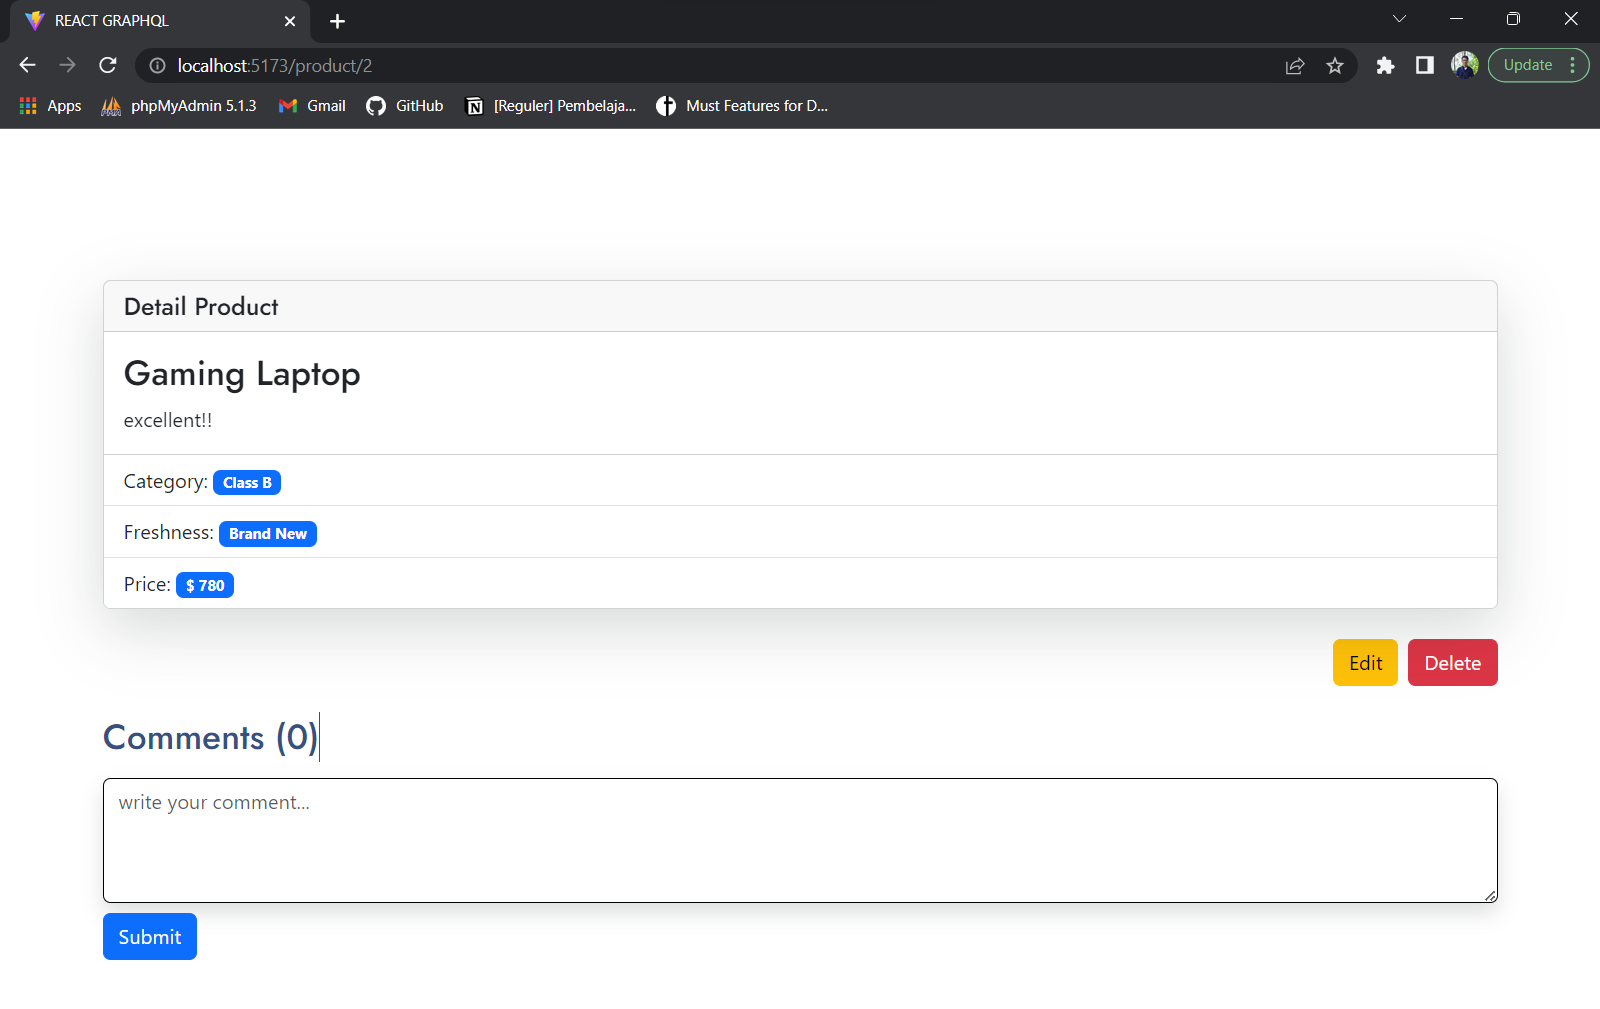 REACT GRAPHQL
localhost:5173/product/2
Update
Apps
phpMyAdmin 5.1.3
Gmail
GitHub
[Reguler] Pembelaja...
Must Features for D...
Detail Product
Gaming Laptop
excellent!!
Category: Class B
Freshness: Brand New
Price: $ 780
Edit
Delete
Comments (0)
write your comment...
Submit